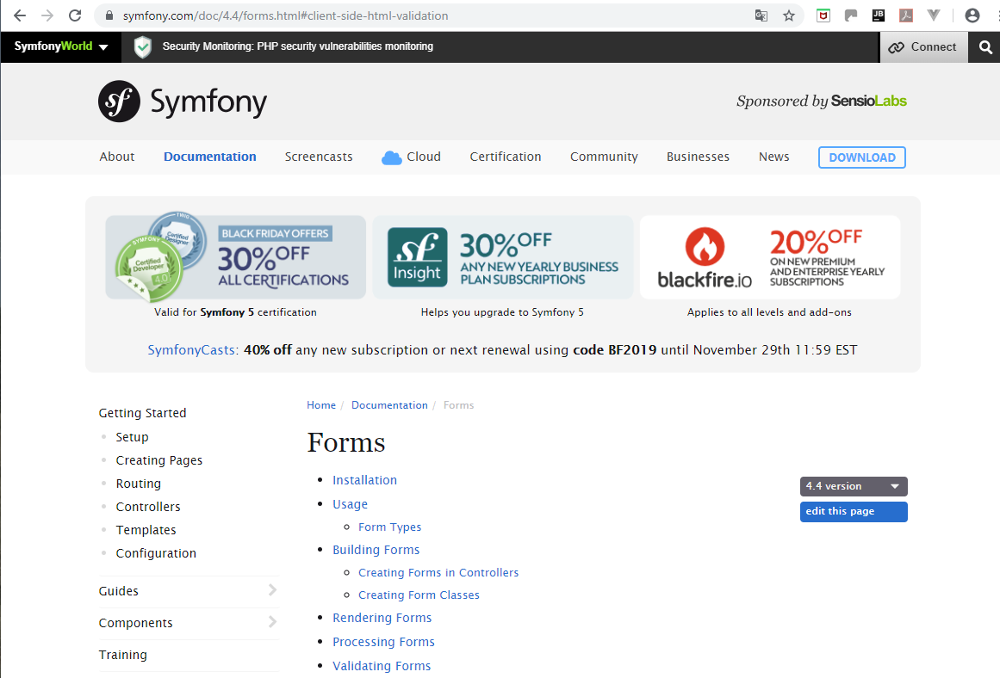 symfony.com/doc/4.4/forms.html#client-side-html-validation
SymfonyWorld
Security Monitoring: PHP security vulnerabilities monitoring
Connect
sf Symfony
Sponsored by SensioLabs
About Documentation Screencasts Cloud Certification Community Businesses News DOWNLOAD
TWIG
Certified
Designer
SYMFONY
Certified
Developer
4.0
BLACK FRIDAY OFFERS
30% OFF
ALL CERTIFICATIONS
Valid for Symfony 5 certification
sf
Insight
30% OFF
ANY NEW YEARLY BUSINESS
PLAN SUBSCRIPTIONS
Helps you upgrade to Symfony 5
blackfire.io
20% OFF
ON NEW PREMIUM
AND ENTERPRISE YEARLY
SUBSCRIPTIONS
Applies to all levels and add-ons
SymfonyCasts: 40% off any new subscription or next renewal using code BF2019 until November 29th 11:59 EST
Getting Started
Setup
Creating Pages
Routing
Controllers
Templates
Configuration
Guides
Components
Training
Home / Documentation / Forms
Forms
Installation
Usage
Form Types
Building Forms
Creating Forms in Controllers
Creating Form Classes
Rendering Forms
Processing Forms
Validating Forms
4.4 version
edit this page
JB